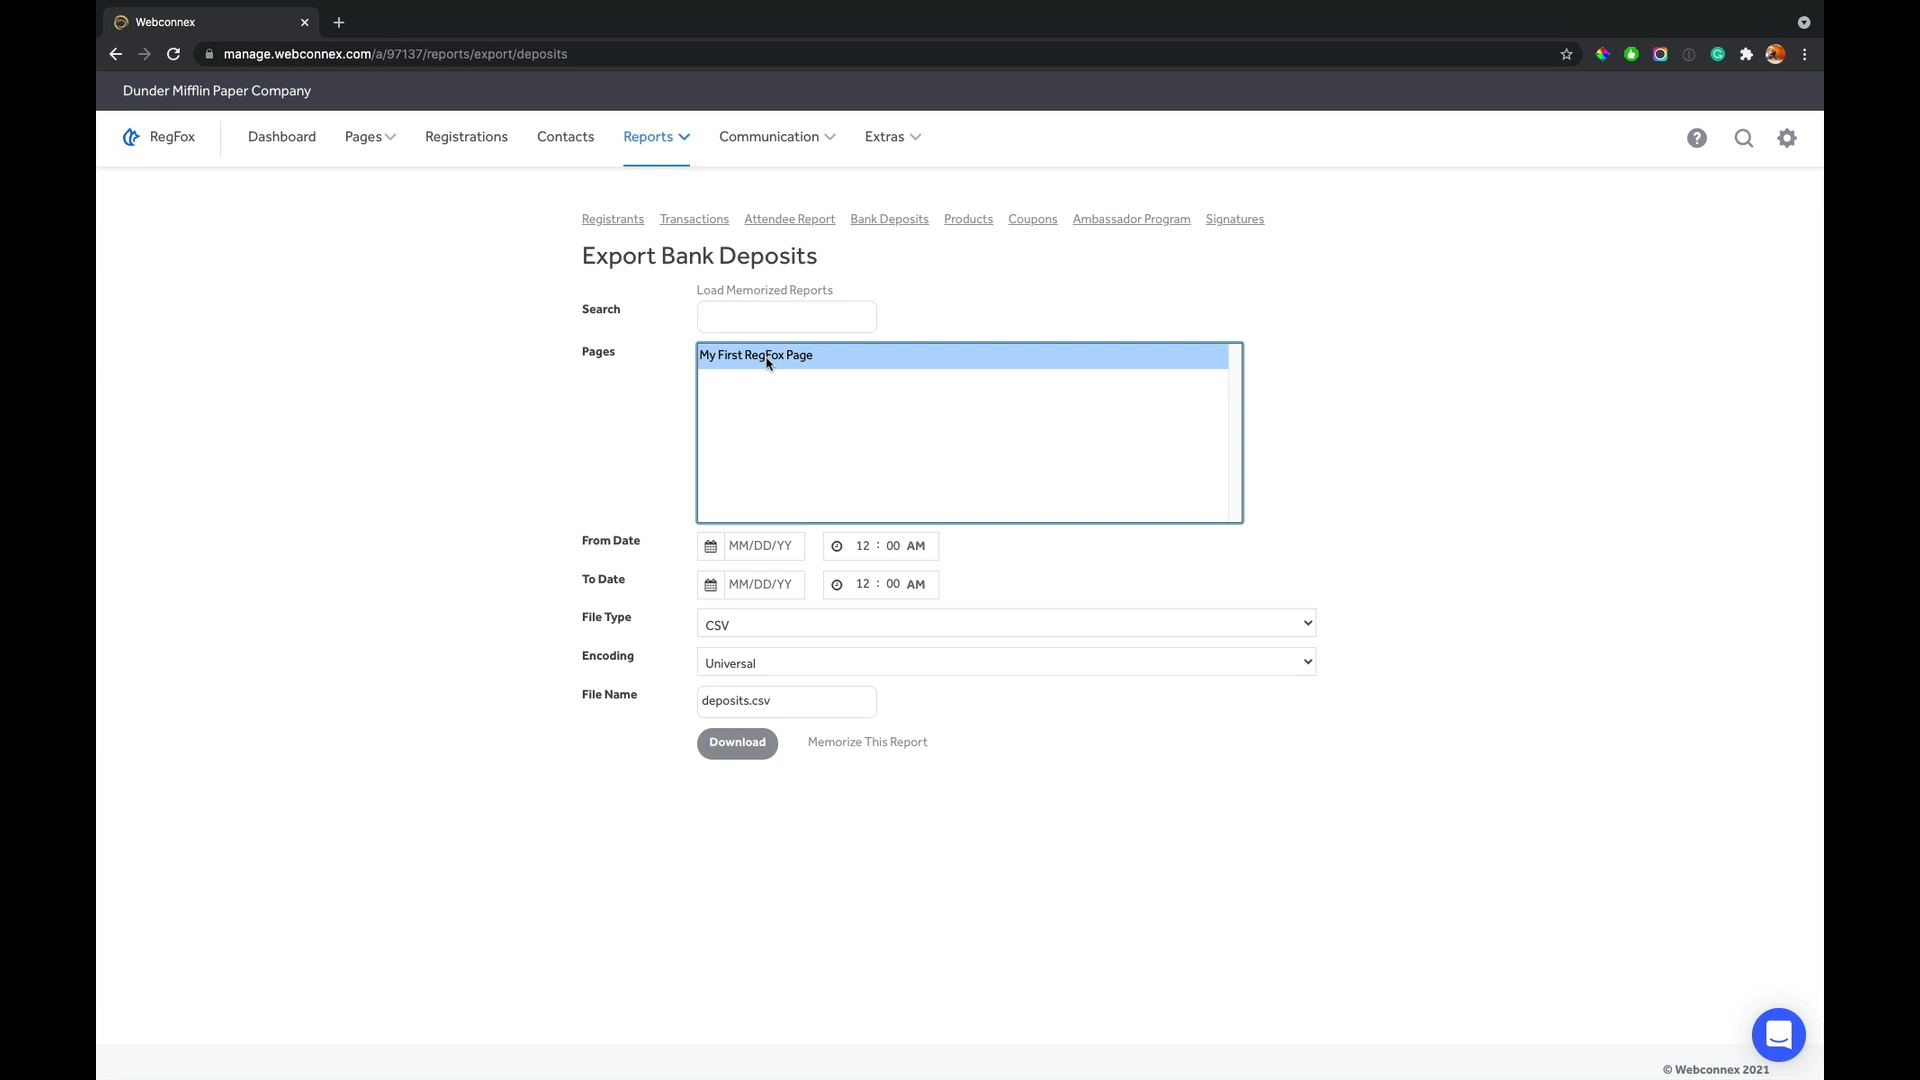 Webconnex
manage.webconnex.com/a/97137/reports/export/deposits
Dunder Mifflin Paper Company
RegFox Dashboard Pages Registrations Contacts Reports Communication Extras
Registrants Transactions Attendee Report Bank Deposits Products Coupons Ambassador Program Signatures
Export Bank Deposits
Load Memorized Reports
Search
Pages
My First RegFox Page
From Date MM/DD/YY 12 : 00 AM
To Date MM/DD/YY 12 : 00 AM
File Type CSV
Encoding Universal
File Name deposits.csv
Download Memorize This Report
© Webconnex 2021